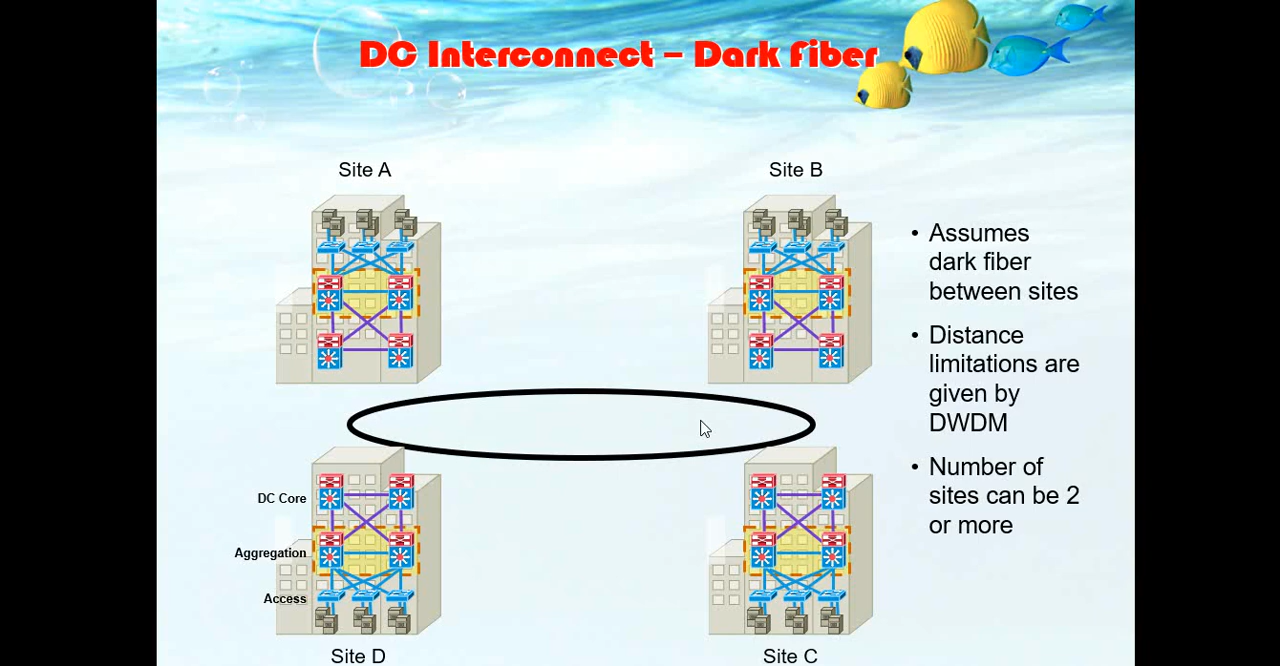 DC Interconnect – Dark Fiber
Site A
Site B
• Assumes
dark fiber
between sites
• Distance
limitations are
given by
DWDM
• Number of
sites can be 2
or more
DC Core
Aggregation
Access
Site D
Site C